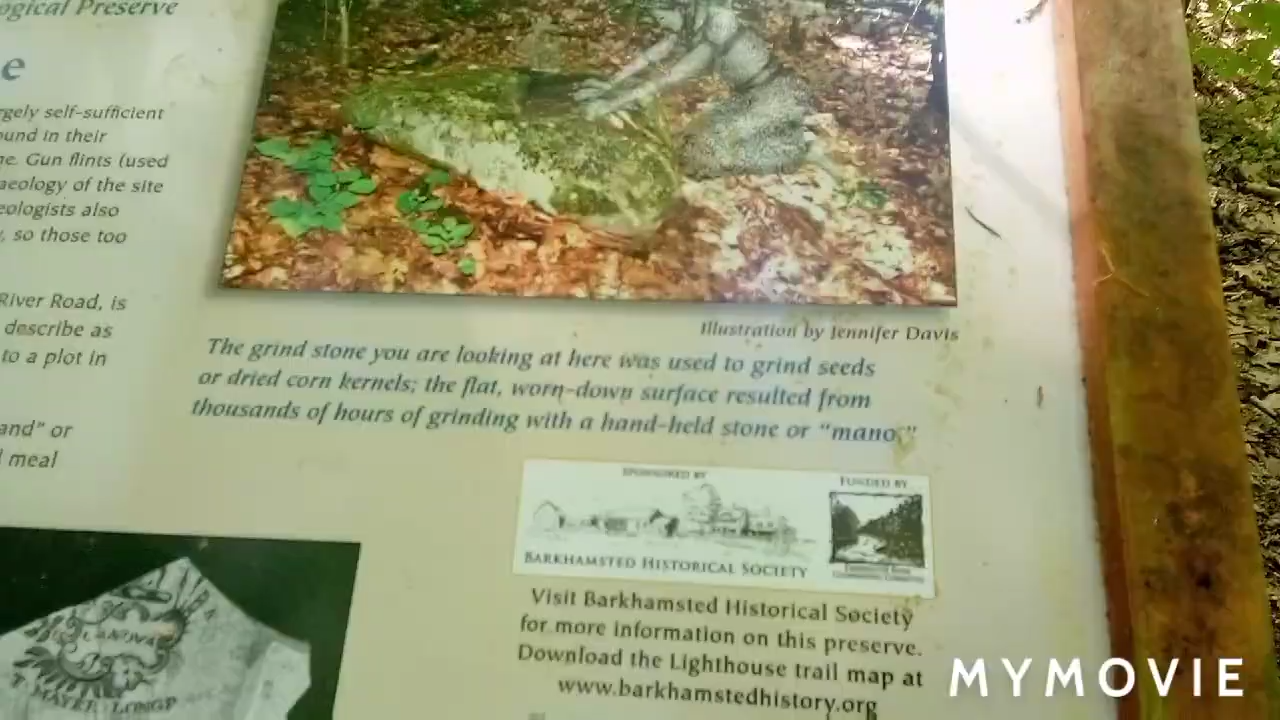 ogical Preserve
e
rgely self-sufficient
ound in their
ne. Gun flints (used
aeology of the site
eologists also
, so those too
River Road, is
describe as
to a plot in
and" or
meal
Illustration by Jennifer Davis
The grind stone you are looking at here was used to grind seeds
or dried corn kernels; the flat, worn-down surface resulted from
thousands of hours of grinding with a hand-held stone or "mano."
SPONSORED BY
BARKHAMSTED HISTORICAL SOCIETY
FUNDED BY
Visit Barkhamsted Historical Society
for more information on this preserve.
Download the Lighthouse trail map at
www.barkhamstedhistory.org
T MAYER LONGP
MYMOVIE